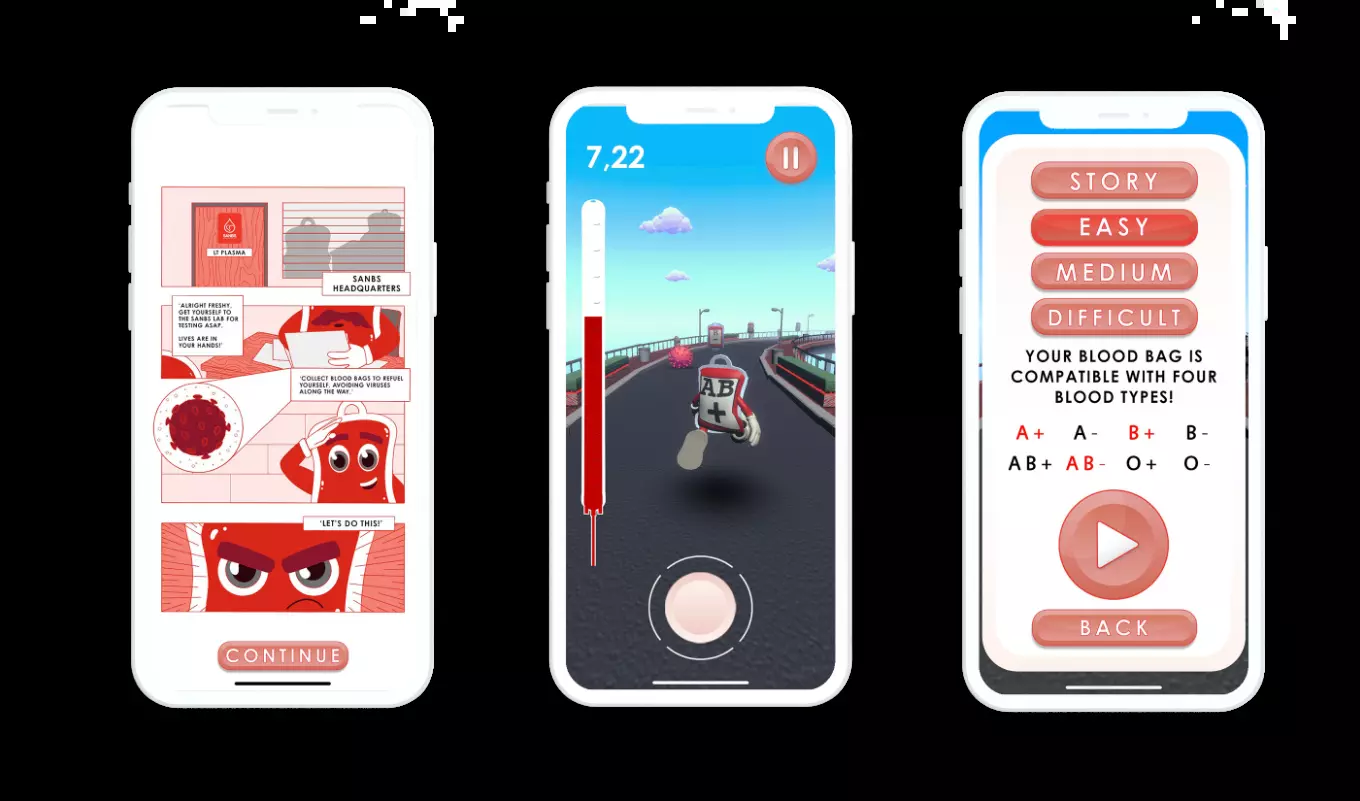 SANBS
LT PLASMA
SANBS
HEADQUARTERS
'ALRIGHT FRESHY,
GET YOURSELF TO
THE SANBS LAB FOR
TESTING ASAP.
LIVES ARE IN
YOUR HANDS!'
'COLLECT BLOOD BAGS TO REFUEL
YOURSELF, AVOIDING VIRUSES
ALONG THE WAY.'
'LET'S DO THIS!'
CONTINUE
7,22
AB
+
STORY
EASY
MEDIUM
DIFFICULT
YOUR BLOOD BAG IS
COMPATIBLE WITH FOUR
BLOOD TYPES!
A+ A- B+ B-
AB+ AB- O+ O-
BACK